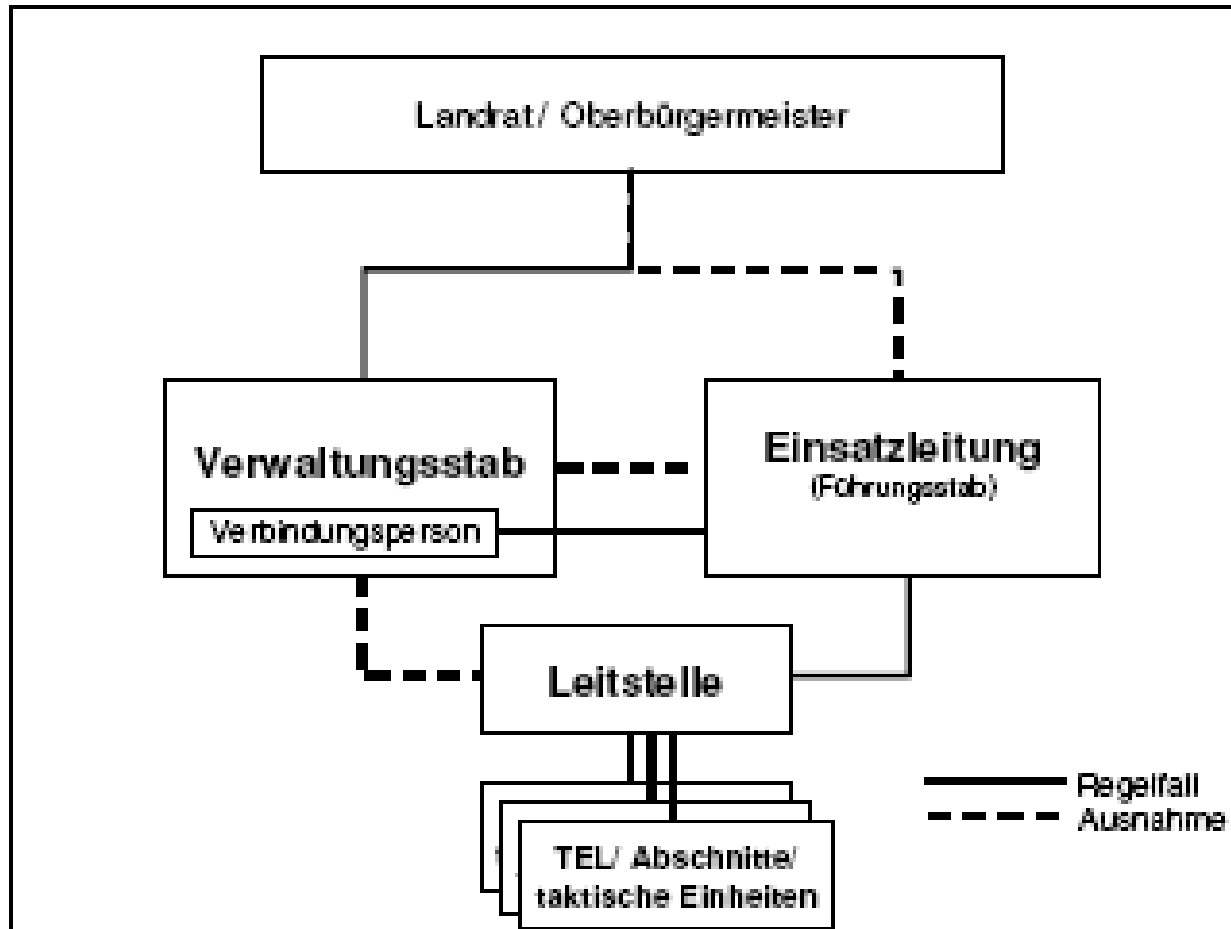 Landrat/ Oberbürgermeister
Verwaltungsstab
Verbindungsperson
Einsatzleitung
(Führungsstab)
Leitstelle
TEL/ Abschnitte/
taktische Einheiten
Regelfall
Ausnahme